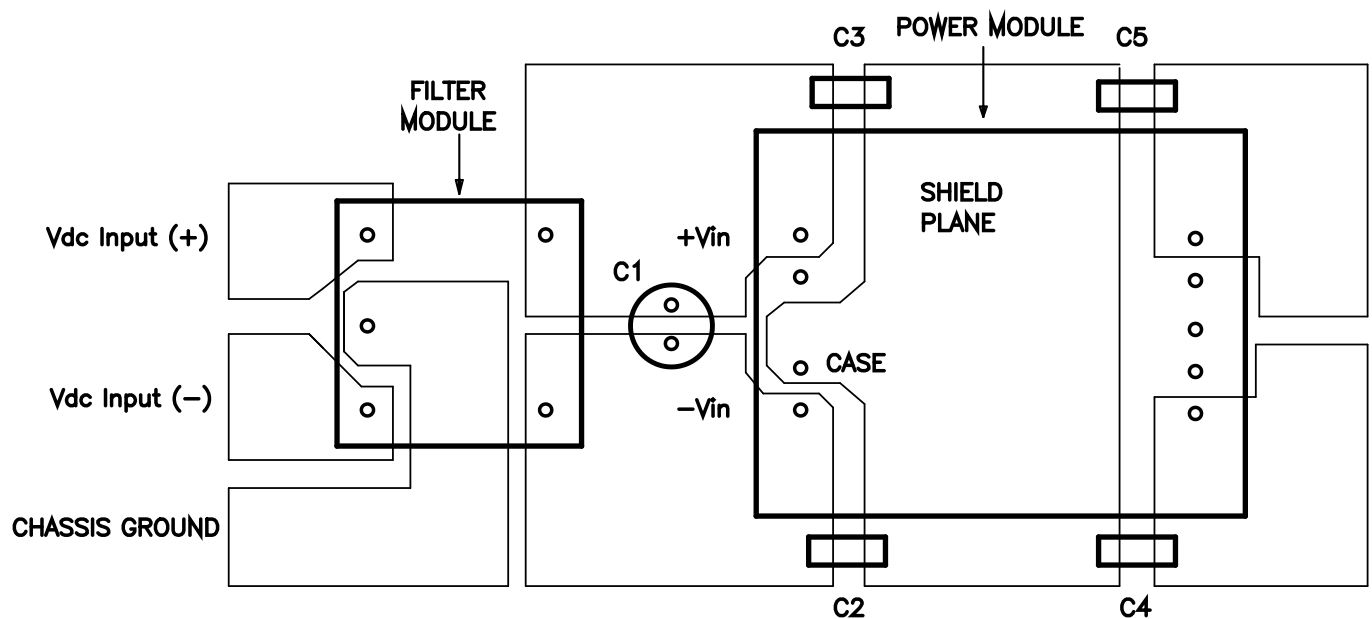 C3
POWER MODULE
C5
FILTER
MODULE
SHIELD
PLANE
Vdc Input (+)
+Vin
C1
CASE
Vdc Input (−)
−Vin
CHASSIS GROUND
C2
C4